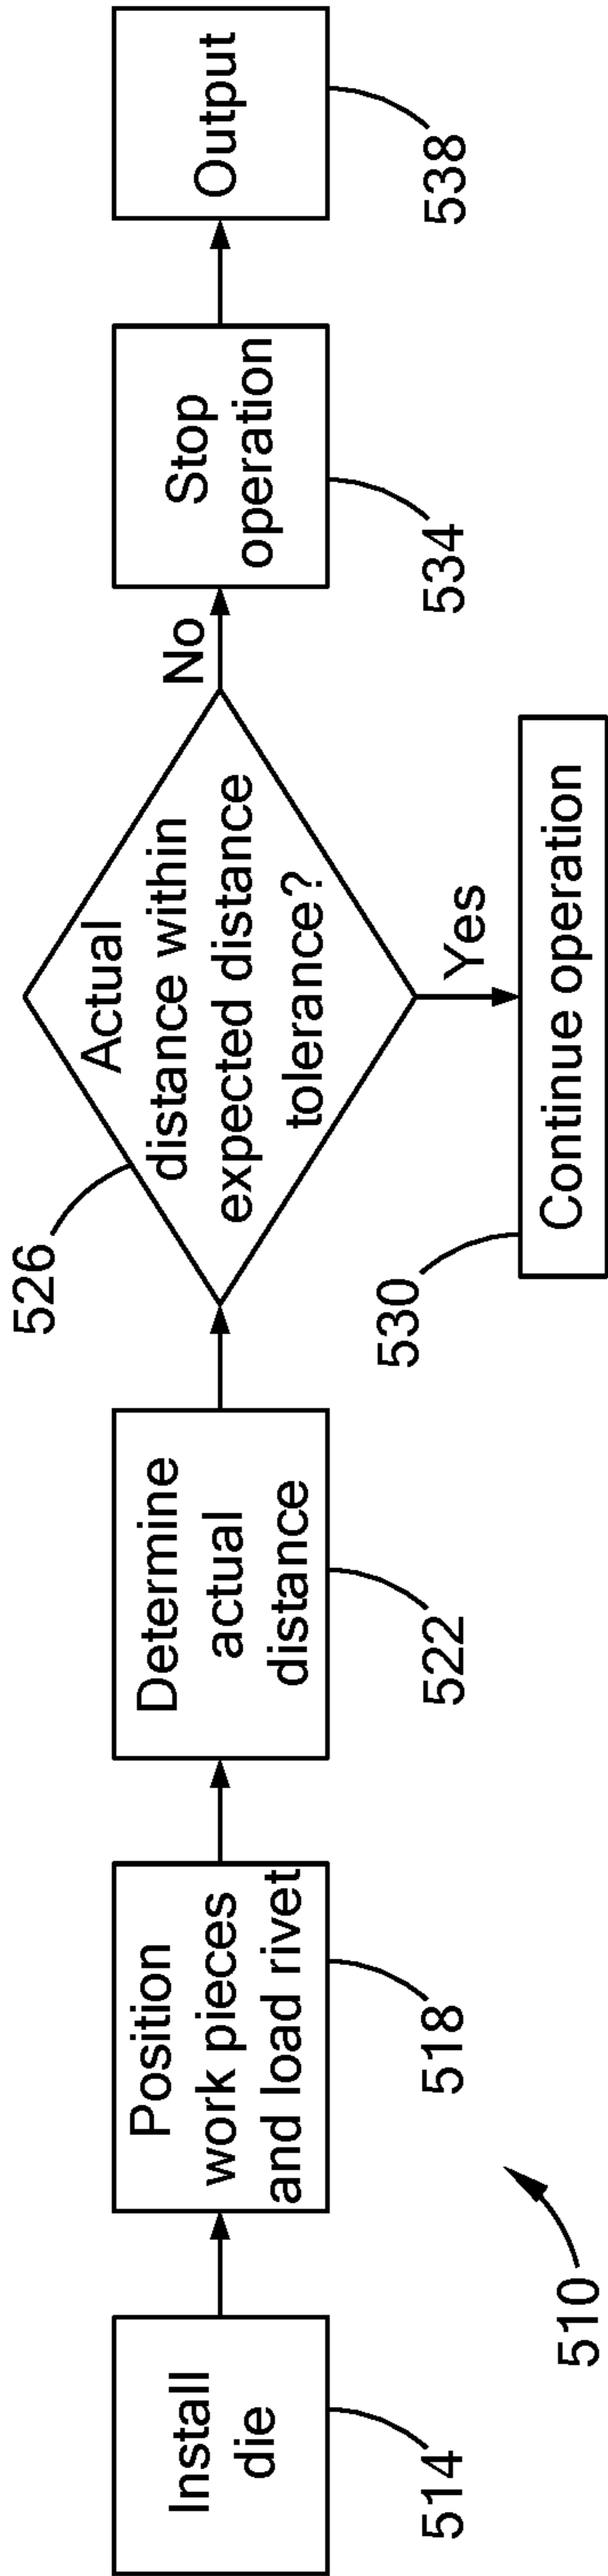 Install
die
514
Position
work pieces
and load rivet
518
Determine
actual
distance
522
Actual
distance within
expected distance
tolerance?
526
Yes
Continue operation
530
No
Stop
operation
534
Output
538
510